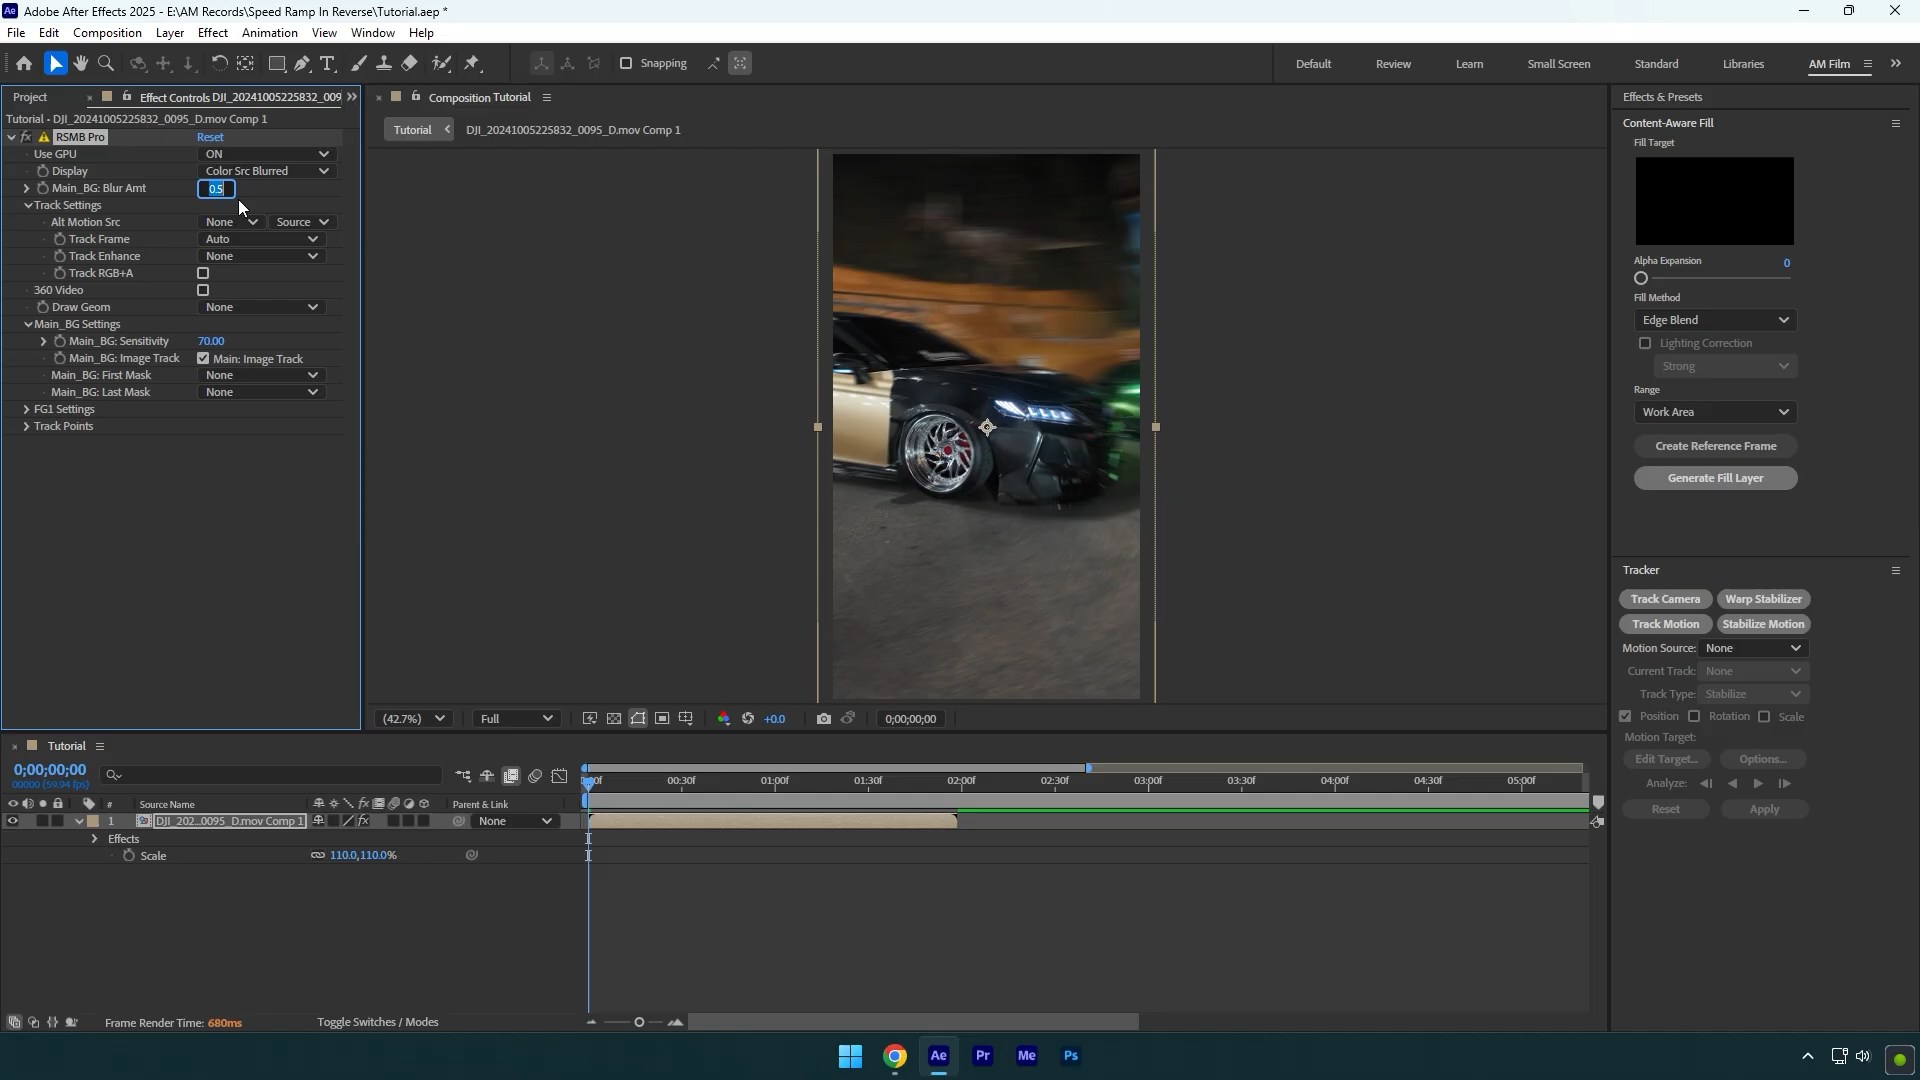 Adobe After Effects 2025 - E:\AM Records\Speed Ramp In Reverse\Tutorial.aep *
File Edit Composition Layer Effect Animation View Window Help
Snapping
Default Review Learn Small Screen Standard Libraries AM Film
Project
Effect Controls DJI_20241005225832_009
Tutorial - DJI_20241005225832_0095_D.mov Comp 1
RSMB Pro Reset
Use GPU ON
Display Color Src Blurred
Main_BG: Blur Amt 0.5
Track Settings
Alt Motion Src None Source
Track Frame Auto
Track Enhance None
Track RGB+A
360 Video
Draw Geom None
Main_BG Settings
Main_BG: Sensitivity 70.00
Main_BG: Image Track Main: Image Track
Main_BG: First Mask None
Main_BG: Last Mask None
FG1 Settings
Track Points
Composition Tutorial
Tutorial DJI_20241005225832_0095_D.mov Comp 1
(42.7%) Full +0.0 0;00;00;00
Effects & Presets
Content-Aware Fill
Fill Target
Alpha Expansion 0
Fill Method
Edge Blend
Lighting Correction
Strong
Range
Work Area
Create Reference Frame
Generate Fill Layer
Tracker
Track Camera Warp Stabilizer
Track Motion Stabilize Motion
Motion Source: None
Current Track: None
Track Type: Stabilize
Position Rotation Scale
Motion Target:
Edit Target... Options...
Analyze:
Reset Apply
Tutorial
0;00;00;00
00000 (59.94 fps)
# Source Name Parent & Link
1 DJI_202...0095_D.mov Comp 1 None
Effects
Scale 110.0,110.0%
00:30f 01:00f 01:30f 02:00f 02:30f 03:00f 03:30f 04:00f 04:30f 05:00f
Frame Render Time: 680ms Toggle Switches / Modes
Ae Pr Me Ps